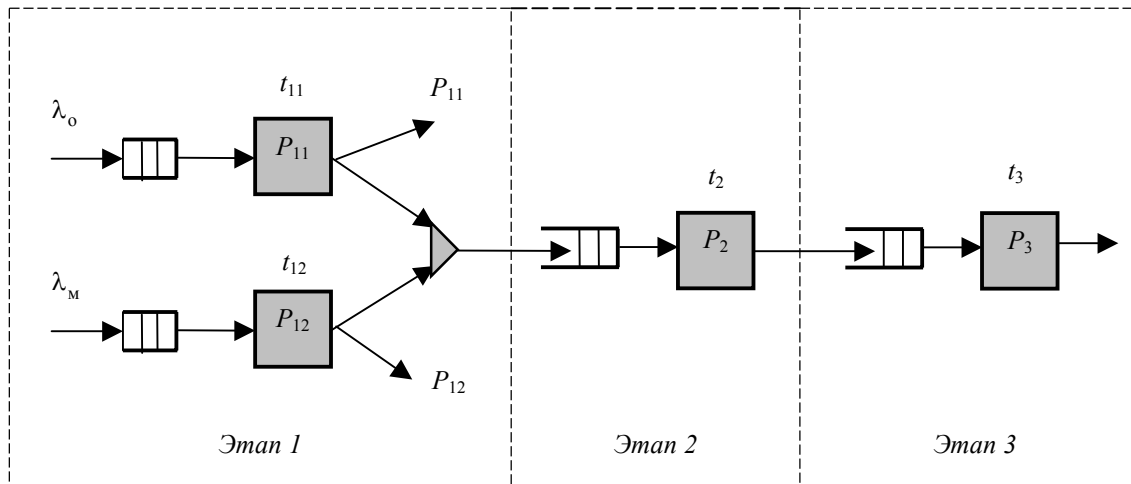 t11
P11
λо
P11
t2
t3
P2
P3
t12
λм
P12
P12
Этап 1
Этап 2
Этап 3